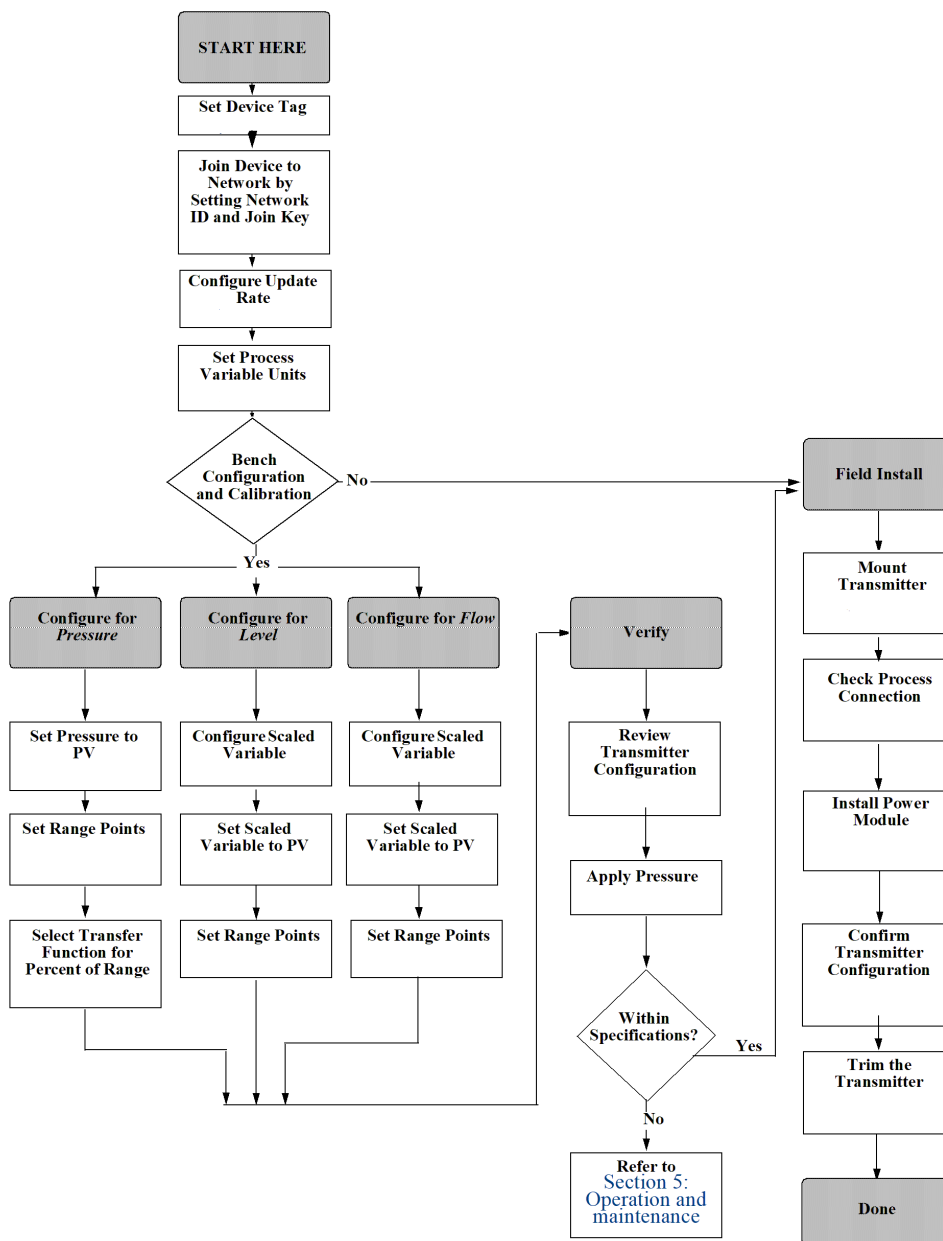 START HERE
Set Device Tag
Join Device to
Network by
Setting Network
ID and Join Key
Configure Update
Rate
Set Process
Variable Units
Bench
Configuration
and Calibration
No
Yes
Configure for
Pressure
Set Pressure to
PV
Set Range Points
Select Transfer
Function for
Percent of Range
Configure for
Level
Configure Scaled
Variable
Set Scaled
Variable to PV
Set Range Points
Configure for Flow
Configure Scaled
Variable
Set Scaled
Variable to PV
Set Range Points
Verify
Review
Transmitter
Configuration
Apply Pressure
Within
Specifications?
Yes
No
Refer to
Section 5:
Operation and
maintenance
Field Install
Mount
Transmitter
Check Process
Connection
Install Power
Module
Confirm
Transmitter
Configuration
Trim the
Transmitter
Done